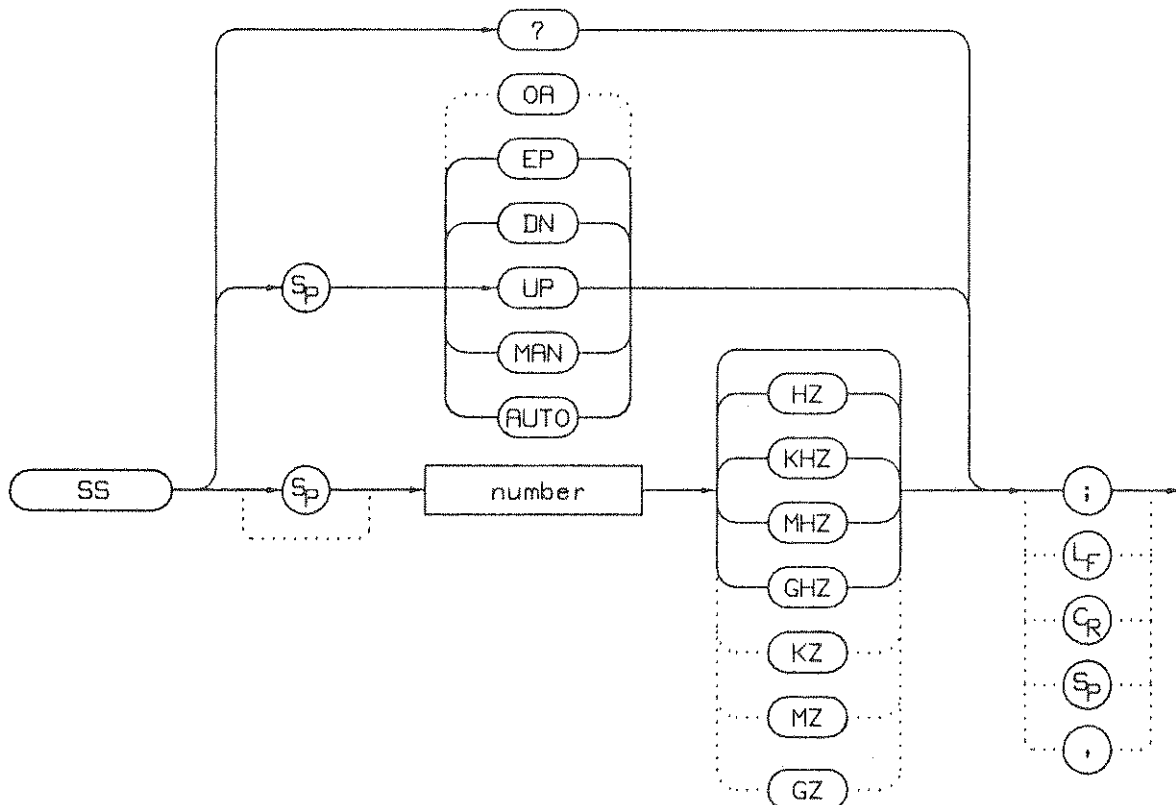 ?
OA
EP
DN
SP
UP
MAN
AUTO
HZ
KHZ
MHZ
GHZ
KZ
MZ
GZ
SS
SP
number
;
LF
CR
SP
,